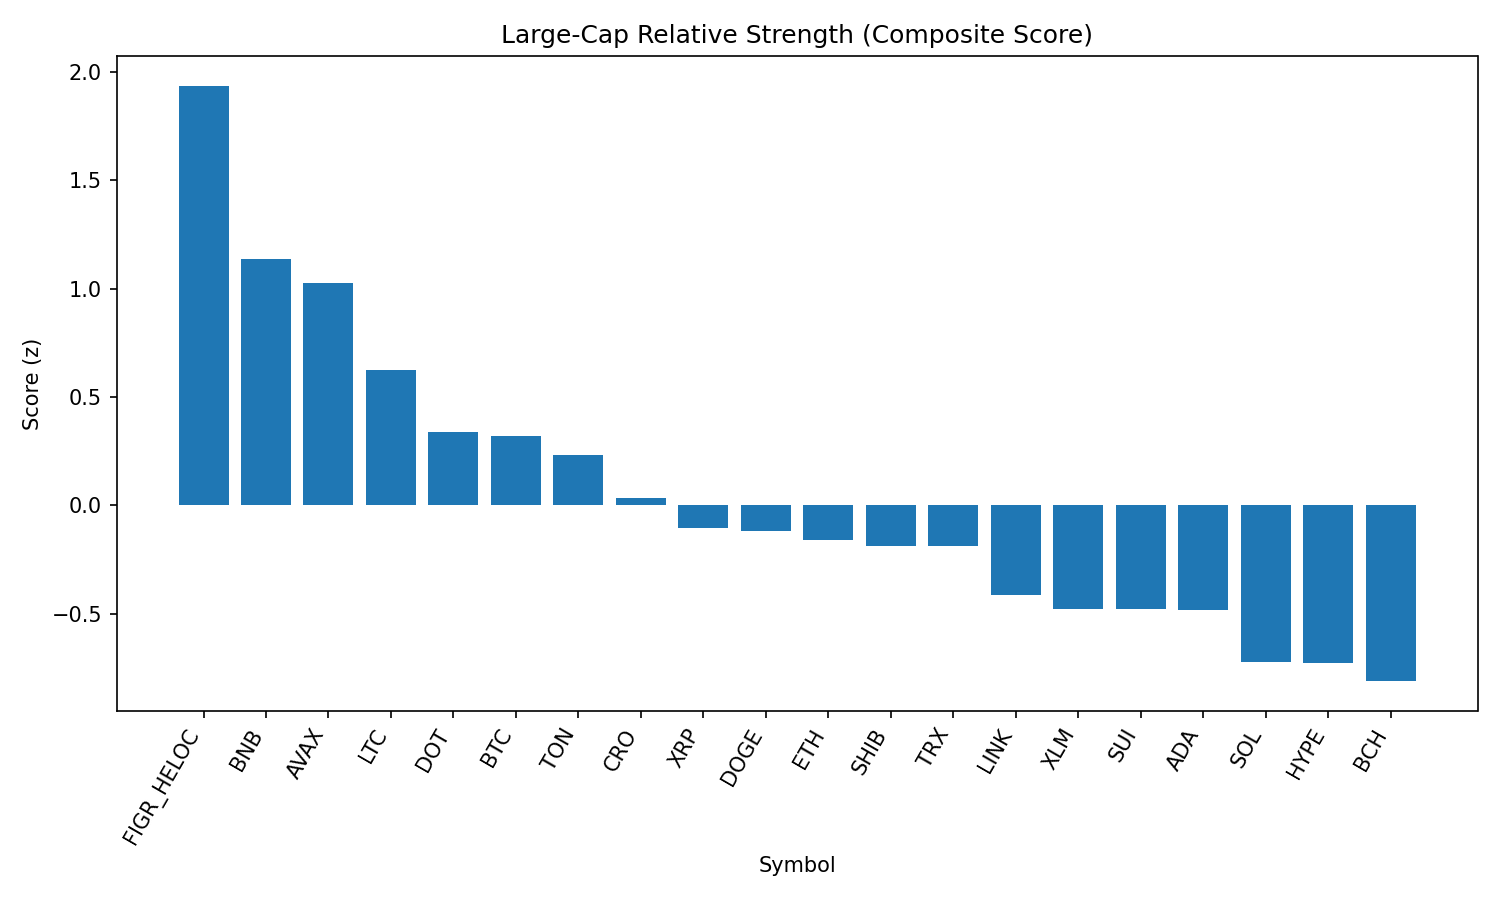 Large-Cap Relative Strength (Composite Score)
Score (z)
2.0
1.5
1.0
0.5
0.0
−0.5
FIGR_HELOC
BNB
AVAX
LTC
DOT
BTC
TON
CRO
XRP
DOGE
ETH
SHIB
TRX
LINK
XLM
SUI
ADA
SOL
HYPE
BCH
Symbol